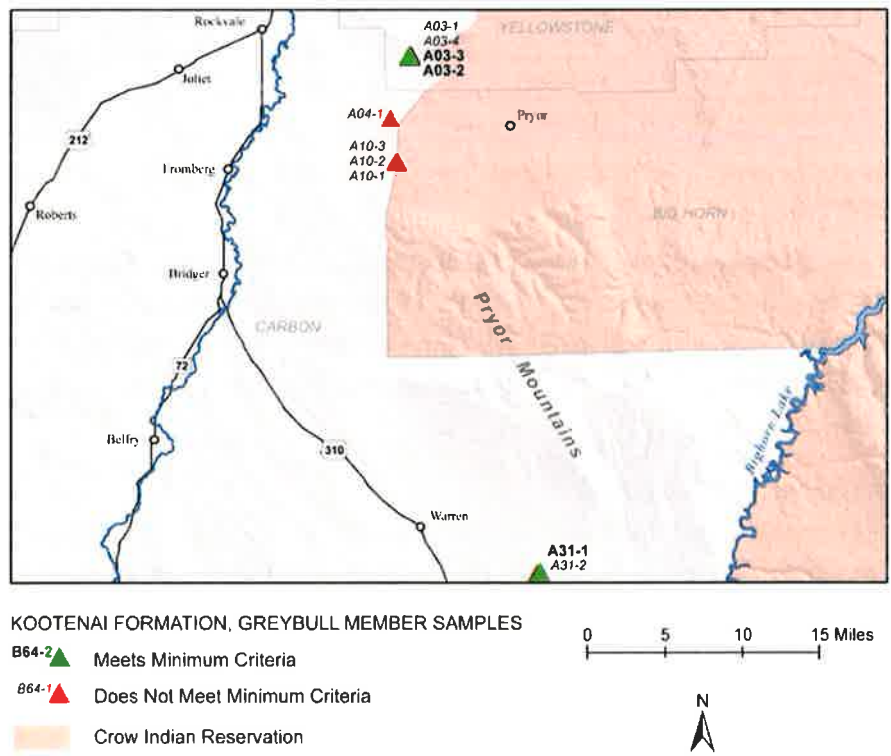 Rockvale
A03-1
A03-4
A03-3
A03-2
YELLOWSTONE
Joliet
A04-1
Pryor
212
A10-3
A10-2
A10-1
Fromberg
Roberts
BIG HORN
Bridger
CARBON
Pryor Mountains
72
Bighorn Lake
Belfry
310
Warren
A31-1
A31-2
KOOTENAI FORMATION, GREYBULL MEMBER SAMPLES
B64-2 Meets Minimum Criteria
B64-1 Does Not Meet Minimum Criteria
Crow Indian Reservation
0 5 10 15 Miles
N